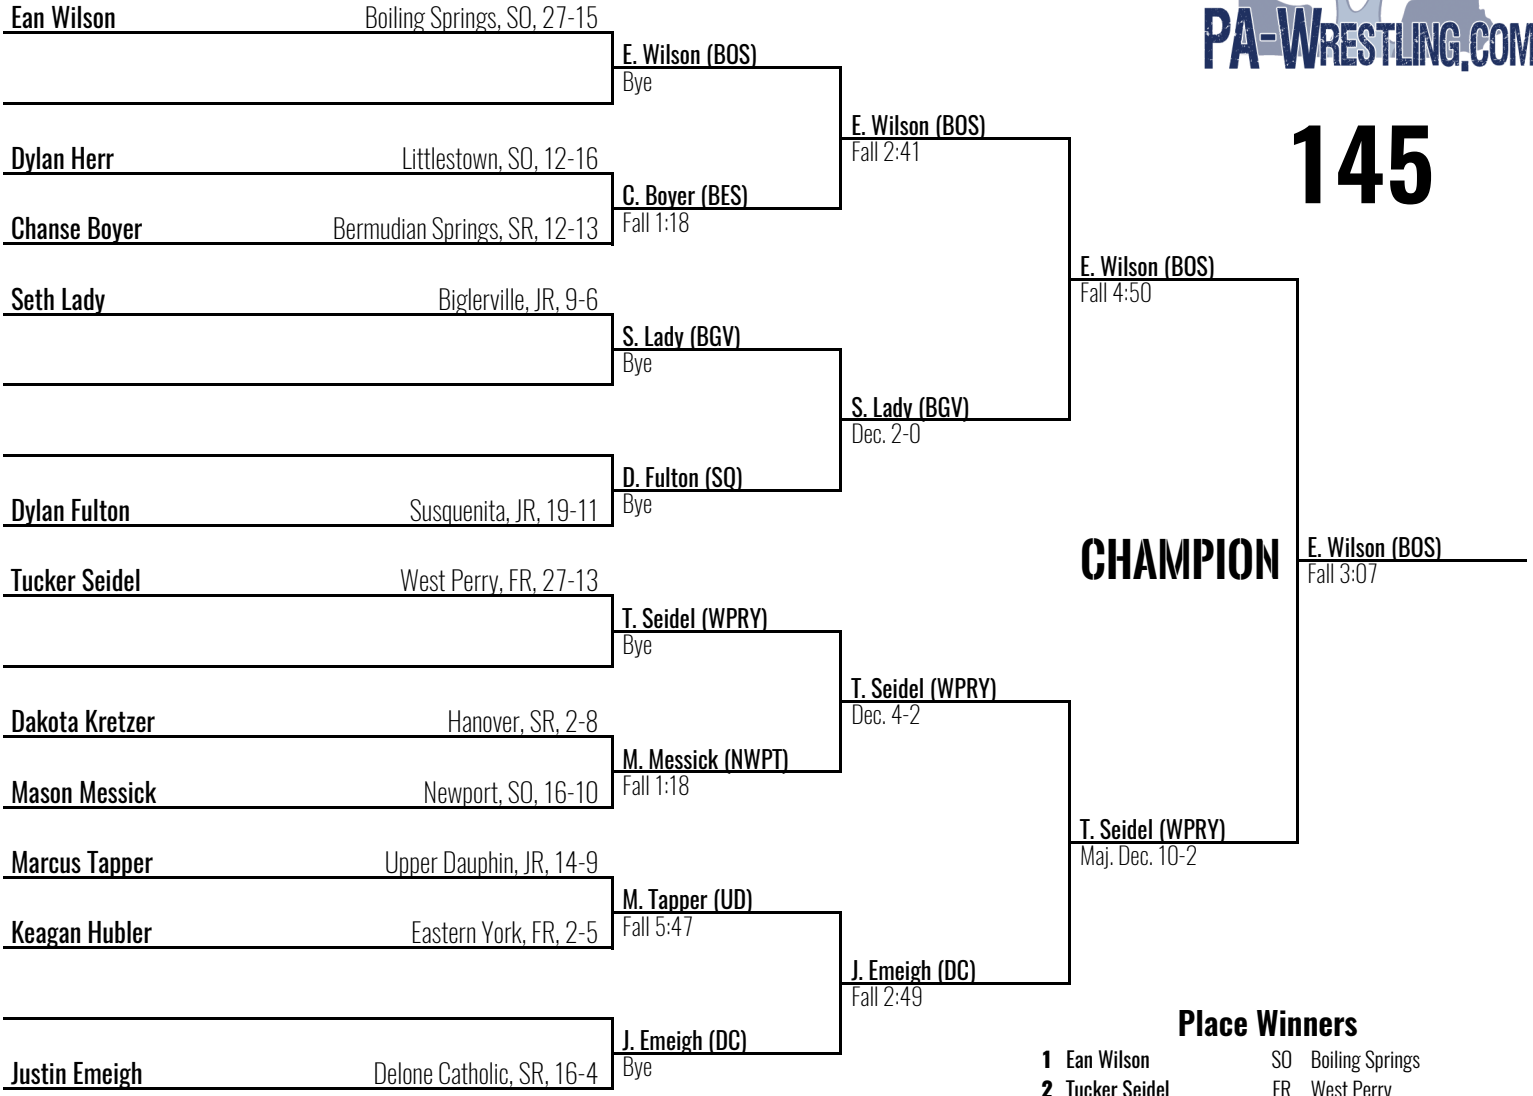 Ean Wilson Boiling Springs, SO, 27-15
PA-WRESTLING.COM
E. Wilson (BOS)
Bye
E. Wilson (BOS)
Fall 2:41
145
Dylan Herr Littlestown, SO, 12-16
C. Boyer (BES)
Fall 1:18
Chanse Boyer Bermudian Springs, SR, 12-13
E. Wilson (BOS)
Fall 4:50
Seth Lady Biglerville, JR, 9-6
S. Lady (BGV)
Bye
S. Lady (BGV)
Dec. 2-0
D. Fulton (SQ)
Bye
Dylan Fulton Susquenita, JR, 19-11
CHAMPION
E. Wilson (BOS)
Fall 3:07
Tucker Seidel West Perry, FR, 27-13
T. Seidel (WPRY)
Bye
T. Seidel (WPRY)
Dec. 4-2
Dakota Kretzer Hanover, SR, 2-8
M. Messick (NWPT)
Fall 1:18
Mason Messick Newport, SO, 16-10
T. Seidel (WPRY)
Maj. Dec. 10-2
Marcus Tapper Upper Dauphin, JR, 14-9
M. Tapper (UD)
Fall 5:47
Keagan Hubler Eastern York, FR, 2-5
J. Emeigh (DC)
Fall 2:49
J. Emeigh (DC)
Bye
Justin Emeigh Delone Catholic, SR, 16-4
Place Winners
1 Ean Wilson SO Boiling Springs
2 Tucker Seidel FR West Perry